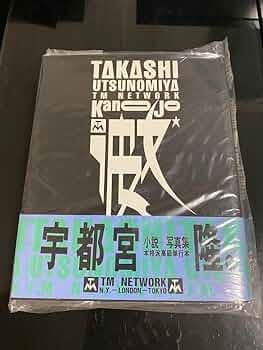 TAKASHI
UTSUNOMIYA
TM NETWORK
KanoJo
宇都宮 隆。
小説 写真集
TM NETWORK
N.Y.—LONDON—TOKYO